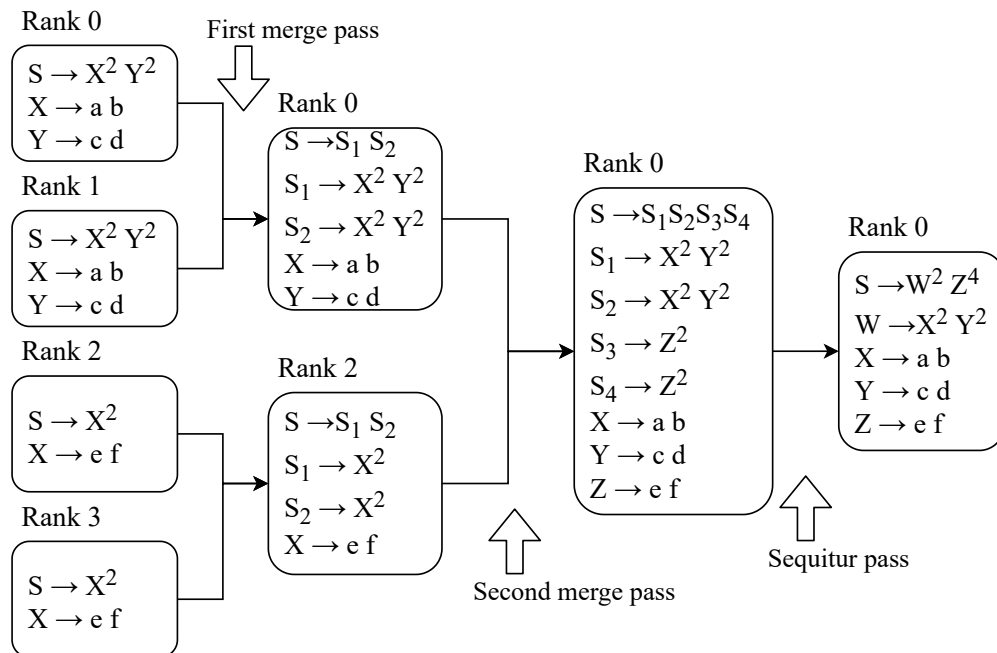 Rank 0
S → X² Y²
X → a b
Y → c d
Rank 1
S → X² Y²
X → a b
Y → c d
Rank 2
S → X²
X → e f
Rank 3
S → X²
X → e f
First merge pass
Rank 0
S →S₁ S₂
S₁ → X² Y²
S₂ → X² Y²
X → a b
Y → c d
Rank 2
S →S₁ S₂
S₁ → X²
S₂ → X²
X → e f
Second merge pass
Rank 0
S →S₁S₂S₃S₄
S₁ → X² Y²
S₂ → X² Y²
S₃ → Z²
S₄ → Z²
X → a b
Y → c d
Z → e f
Sequitur pass
Rank 0
S →W² Z⁴
W →X² Y²
X → a b
Y → c d
Z → e f